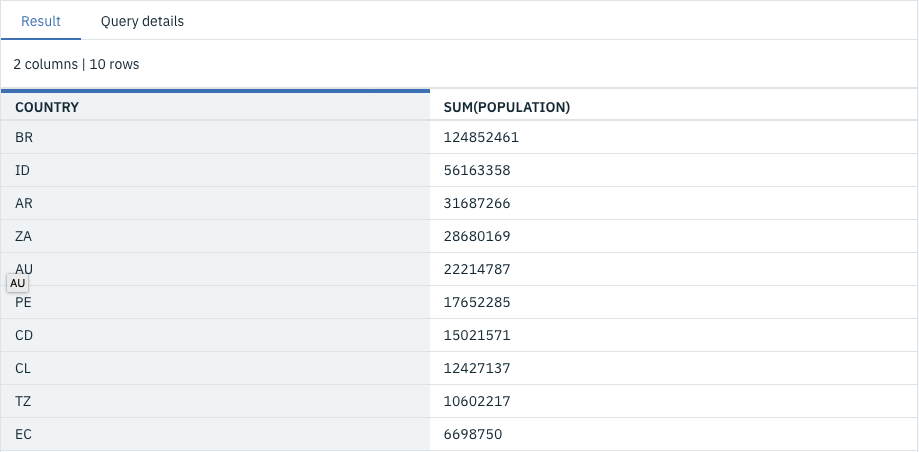 Result Query details
2 columns | 10 rows
COUNTRY SUM(POPULATION)
BR 124852461
ID 56163358
AR 31687266
ZA 28680169
AU 22214787
AU
PE 17652285
CD 15021571
CL 12427137
TZ 10602217
EC 6698750